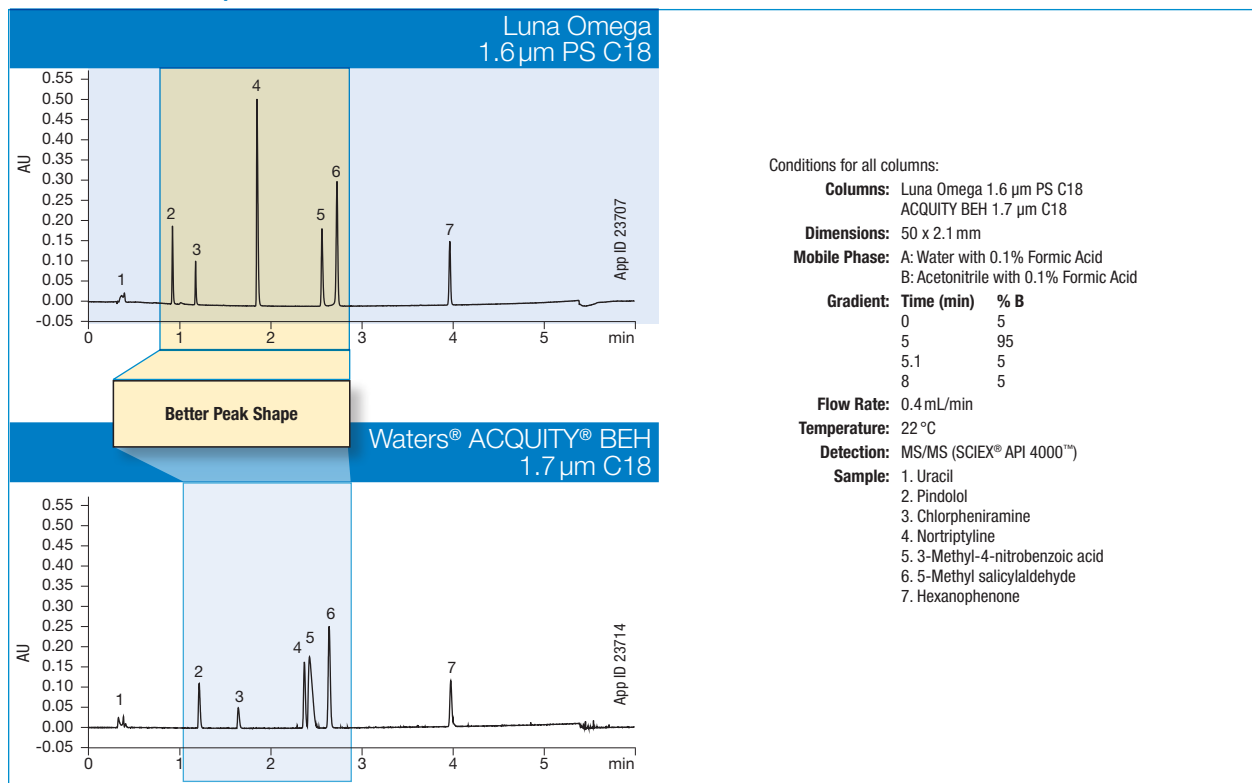 Luna Omega
1.6 µm PS C18
0.55
0.50
0.45
0.40
0.35
0.30
0.25
0.20
0.15
0.10
0.05
0.00
-0.05
AU
1
2
3
4
5
6
7
App ID 23707
0 1 2 3 4 5 min
Better Peak Shape
Waters® ACQUITY® BEH
1.7 µm C18
0.55
0.50
0.45
0.40
0.35
0.30
0.25
0.20
0.15
0.10
0.05
0.00
-0.05
AU
1
2
3
4
5
6
7
App ID 23714
0 1 2 3 4 5 min
Conditions for all columns:
Columns: Luna Omega 1.6 µm PS C18
ACQUITY BEH 1.7 µm C18
Dimensions: 50 x 2.1 mm
Mobile Phase: A: Water with 0.1% Formic Acid
B: Acetonitrile with 0.1% Formic Acid
Gradient: Time (min) % B
0 5
5 95
5.1 5
8 5
Flow Rate: 0.4 mL/min
Temperature: 22 °C
Detection: MS/MS (SCIEX® API 4000™)
Sample: 1. Uracil
2. Pindolol
3. Chlorpheniramine
4. Nortriptyline
5. 3-Methyl-4-nitrobenzoic acid
6. 5-Methyl salicylaldehyde
7. Hexanophenone